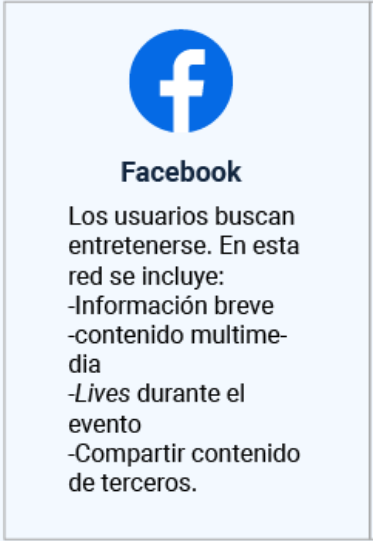 Facebook
Los usuarios buscan
entretenerse. En esta
red se incluye:
-Información breve
-contenido multime-
dia
-Lives durante el
evento
-Compartir contenido
de terceros.